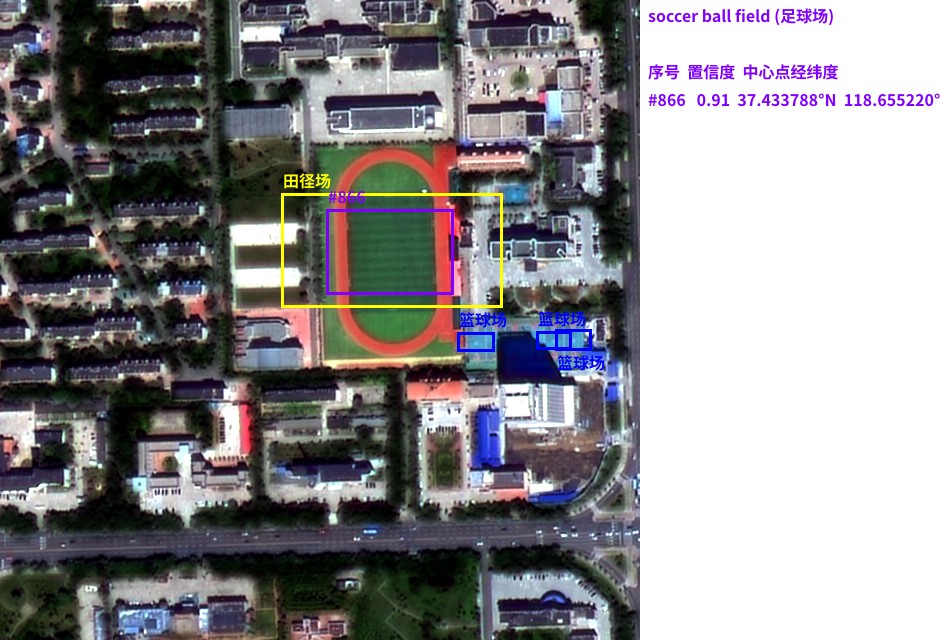 soccer ball field (足球场)
序号 置信度 中心点经纬度
#866 0.91 37.433788°N 118.655220°
田径场
#866
篮球场
篮球场
篮球场